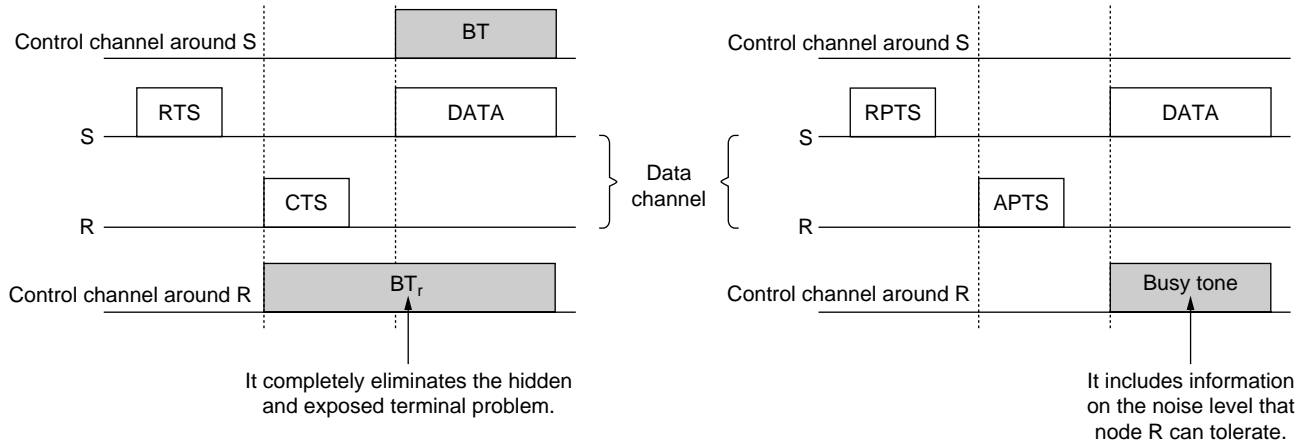 Control channel around S
BT
RTS
DATA
S
CTS
R
Control channel around R
BTr
It completely eliminates the hidden
and exposed terminal problem.
Data
channel
Control channel around S
RPTS
DATA
S
APTS
R
Control channel around R
Busy tone
It includes information
on the noise level that
node R can tolerate.